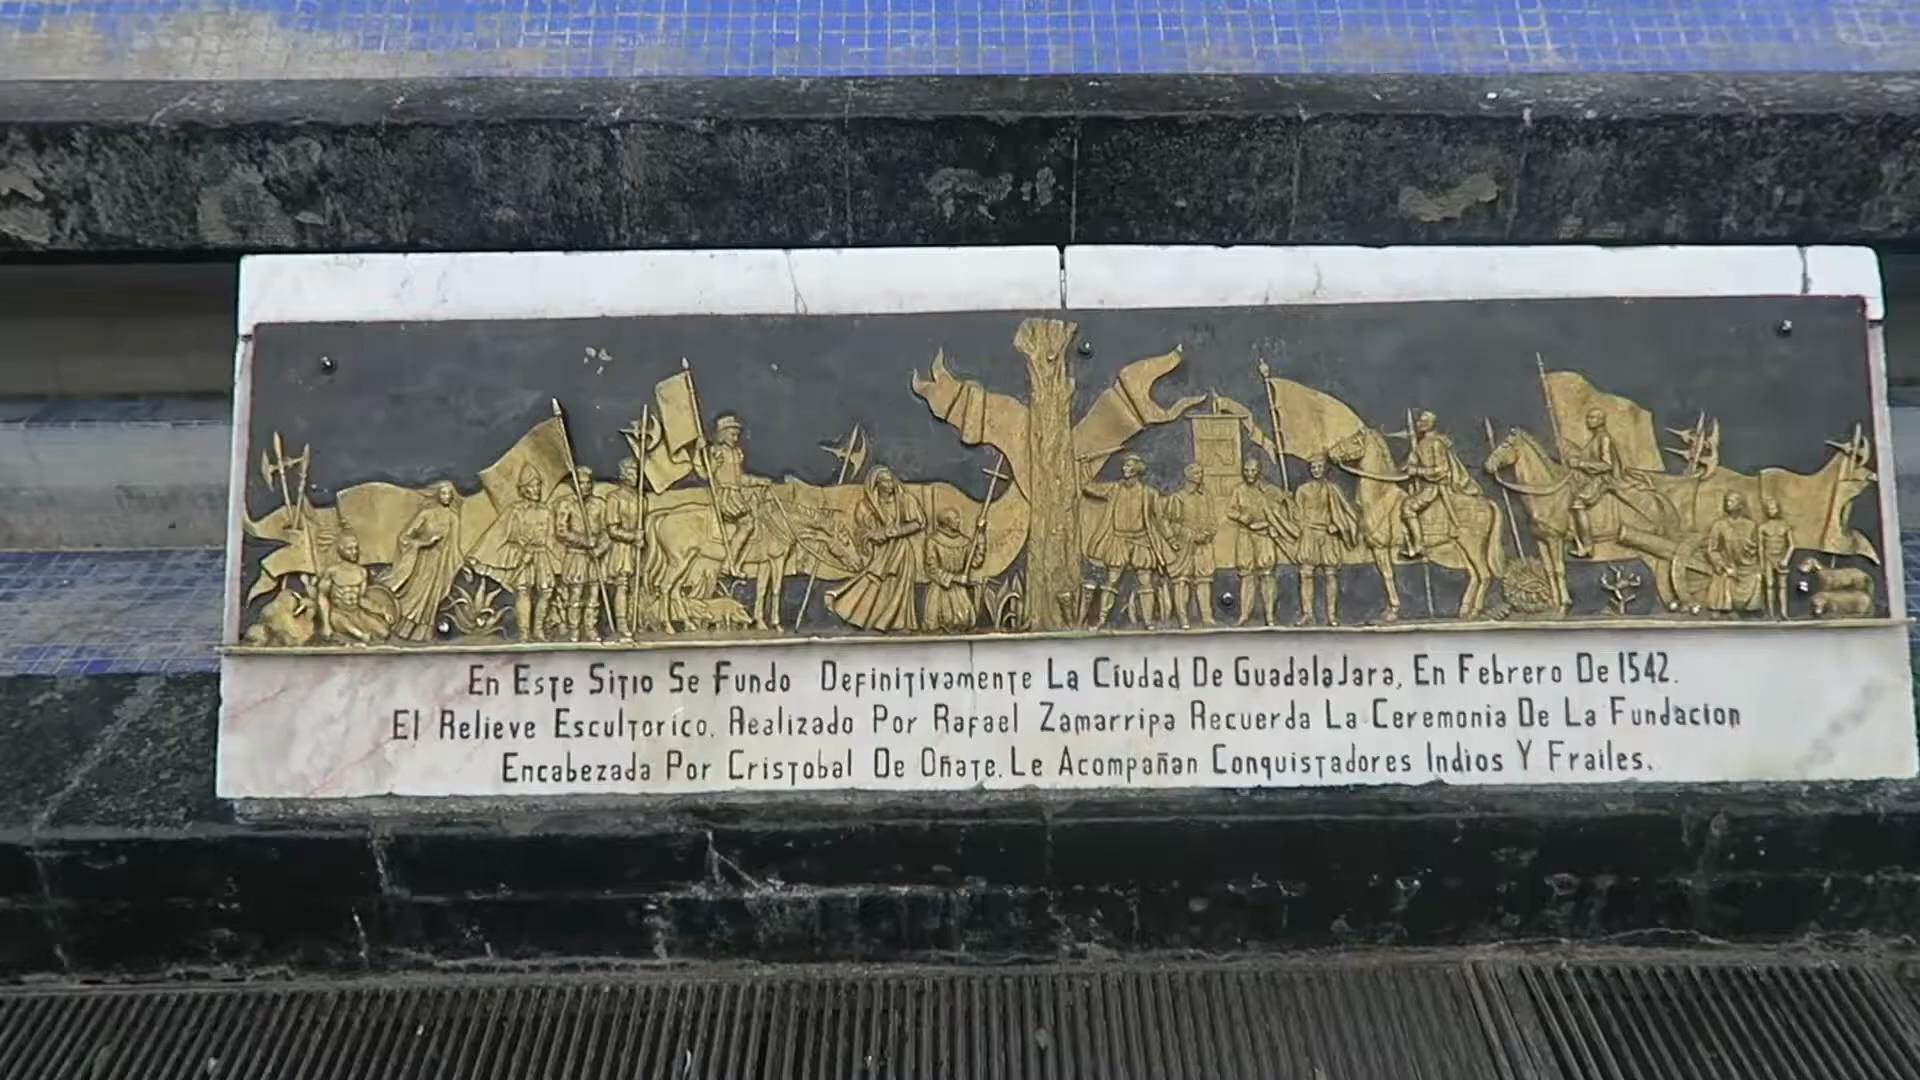 En Este Sitio Se Fundo Definitivamente La Ciudad De GuadalaJara, En Febrero De 1542.
El Relieve Escultorico. Realizado Por Rafael Zamarripa Recuerda La Ceremonia De La Fundacion
Encabezada Por Cristobal De Oñate. Le Acompañan Conquistadores Indios Y Frailes.